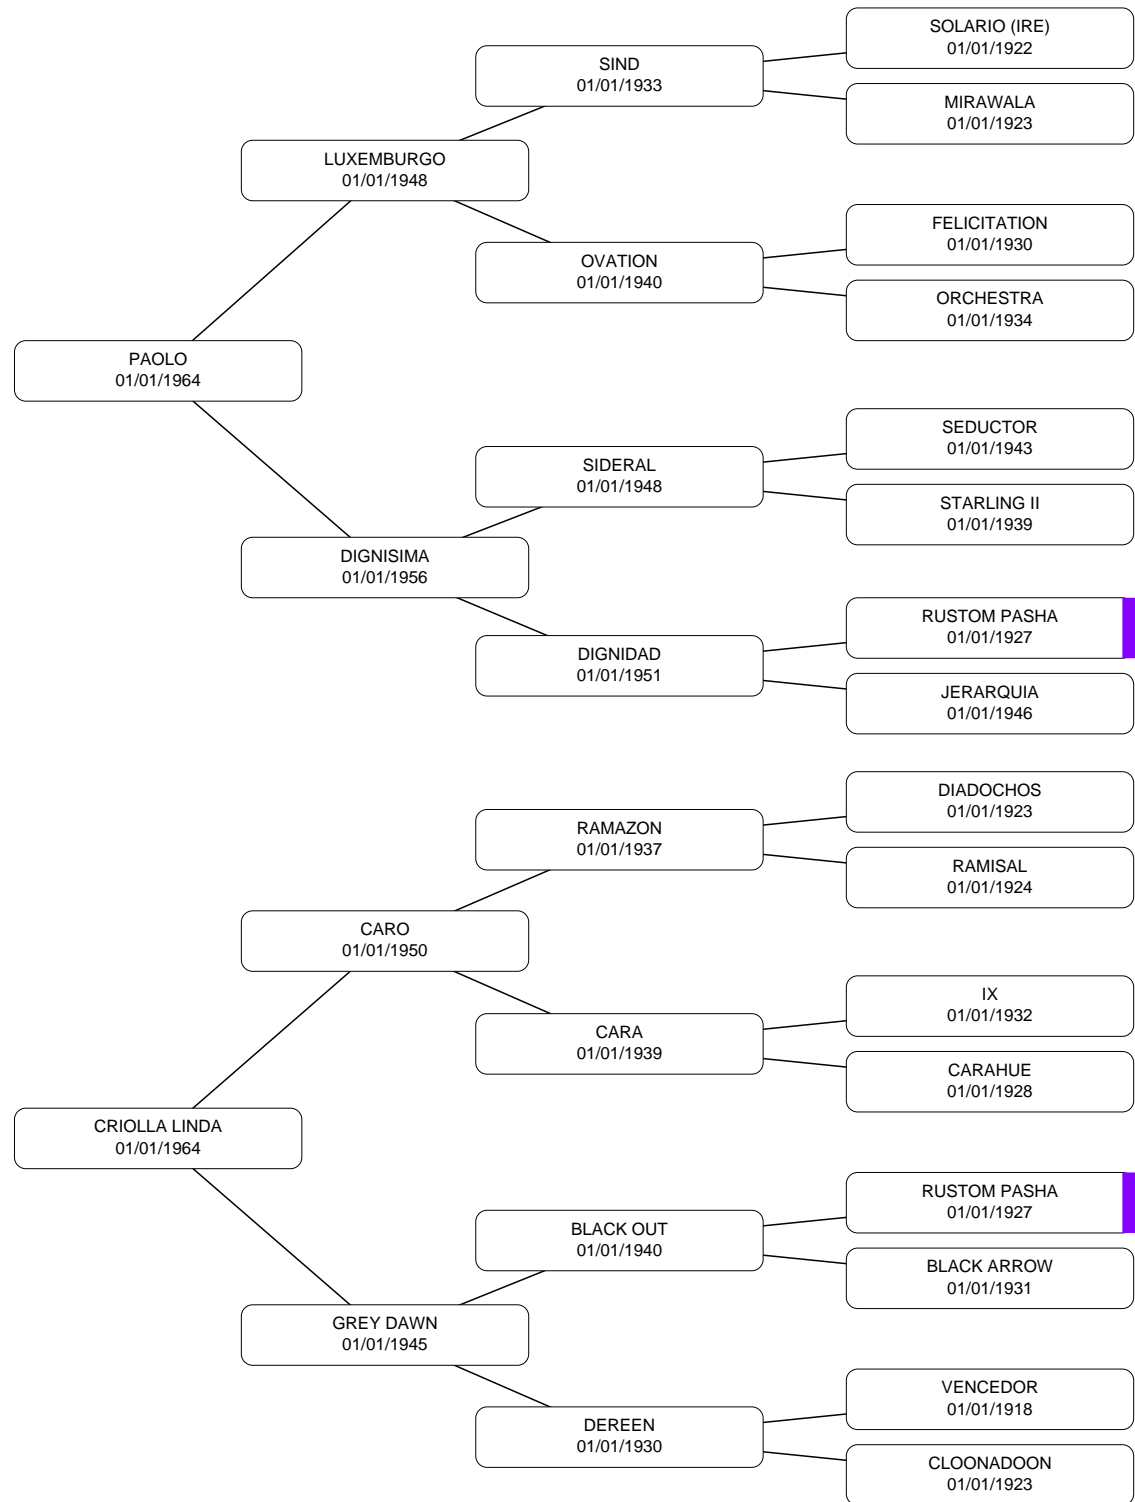 SOLARIO (IRE)
01/01/1922
SIND
01/01/1933
MIRAWALA
01/01/1923
LUXEMBURGO
01/01/1948
FELICITATION
01/01/1930
OVATION
01/01/1940
ORCHESTRA
01/01/1934
PAOLO
01/01/1964
SEDUCTOR
01/01/1943
SIDERAL
01/01/1948
STARLING II
01/01/1939
DIGNISIMA
01/01/1956
RUSTOM PASHA
01/01/1927
DIGNIDAD
01/01/1951
JERARQUIA
01/01/1946
DIADOCHOS
01/01/1923
RAMAZON
01/01/1937
RAMISAL
01/01/1924
CARO
01/01/1950
IX
01/01/1932
CARA
01/01/1939
CARAHUE
01/01/1928
CRIOLLA LINDA
01/01/1964
RUSTOM PASHA
01/01/1927
BLACK OUT
01/01/1940
BLACK ARROW
01/01/1931
GREY DAWN
01/01/1945
VENCEDOR
01/01/1918
DEREEN
01/01/1930
CLOONADOON
01/01/1923